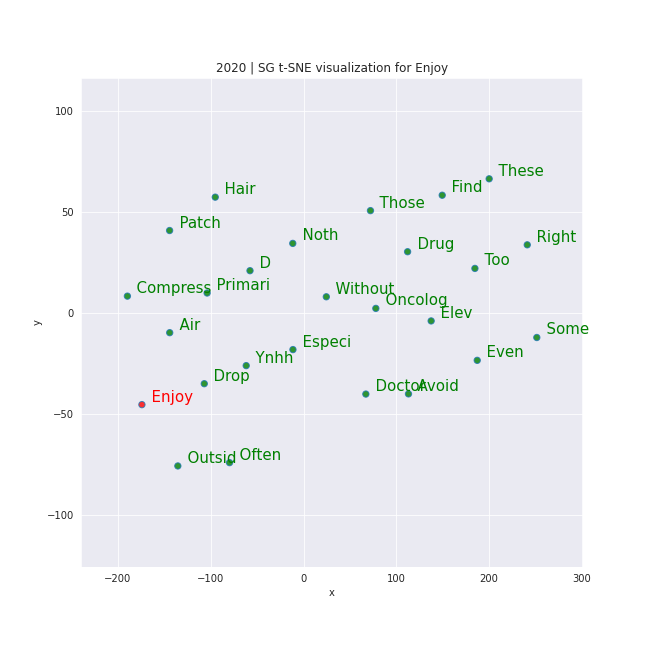 2020 | SG t-SNE visualization for Enjoy
100
These
Find
Hair
Those
50
Patch
Noth
Right
Drug
D
Too
Compress
Primari
Without
0
Oncolog
Elev
Air
Some
Especi
Ynhh
Even
Drop
Doctor
Avoid
Enjoy
−50
Outsid
Often
−100
−200
−100
0
100
200
300
x
y